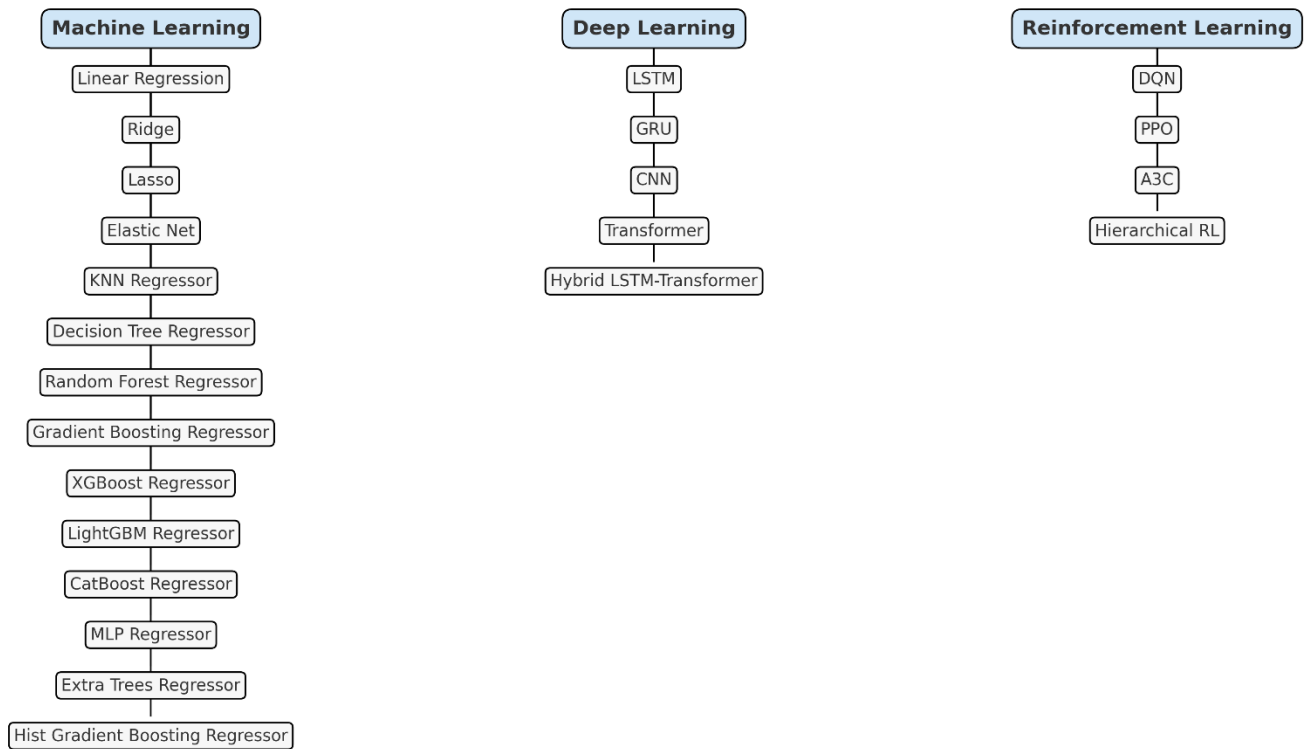 Machine Learning
Linear Regression
Ridge
Lasso
Elastic Net
KNN Regressor
Decision Tree Regressor
Random Forest Regressor
Gradient Boosting Regressor
XGBoost Regressor
LightGBM Regressor
CatBoost Regressor
MLP Regressor
Extra Trees Regressor
Hist Gradient Boosting Regressor
Deep Learning
LSTM
GRU
CNN
Transformer
Hybrid LSTM-Transformer
Reinforcement Learning
DQN
PPO
A3C
Hierarchical RL